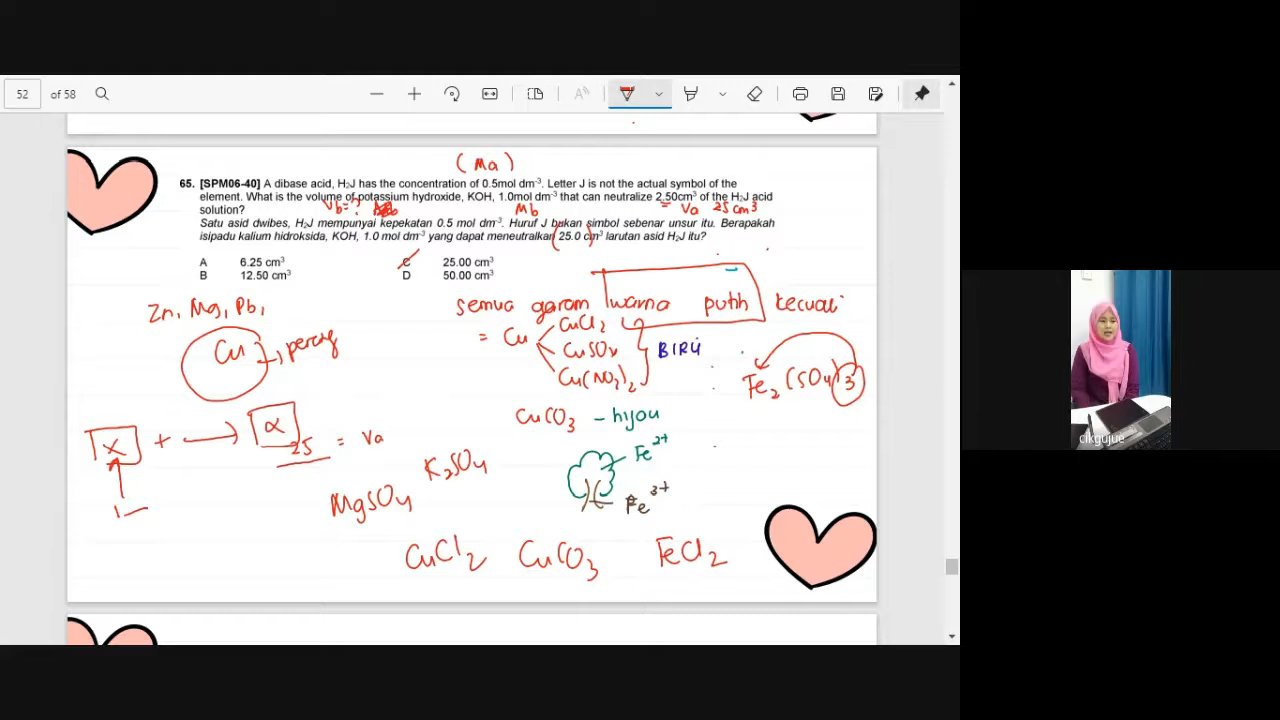 52 of 58
(Ma)
65. [SPM06-40] A dibase acid, H₂J has the concentration of 0.5mol dm⁻³. Letter J is not the actual symbol of the
element. What is the volume of potassium hydroxide, KOH, 1.0mol dm⁻³ that can neutralize 2.50cm³ of the H₂J acid
solution?
Vb=?
Mb
= Va 25 cm³
Satu asid dwibes, H₂J mempunyai kepekatan 0.5 mol dm⁻³. Huruf J bukan simbol sebenar unsur itu. Berapakah
isipadu kalium hidroksida, KOH, 1.0 mol dm⁻³ yang dapat meneutralkan 25.0 cm³ larutan asid H₂J itu?
A 6.25 cm³ C 25.00 cm³
B 12.50 cm³ D 50.00 cm³
Zn, Mg, Pb,
semua garam warna putih kecuali
= Cu
CuCl₂
CuSO₄
Cu(NO₃)₂
BIRU
Cu
Fe₂(SO₄)3
CuCO₃ - hijau
X + → α
25 = Va
Fe²⁺
K₂SO₄
MgSO₄
Fe³⁺
CuCl₂ CuCO₃ FeCl₂
cikgujue